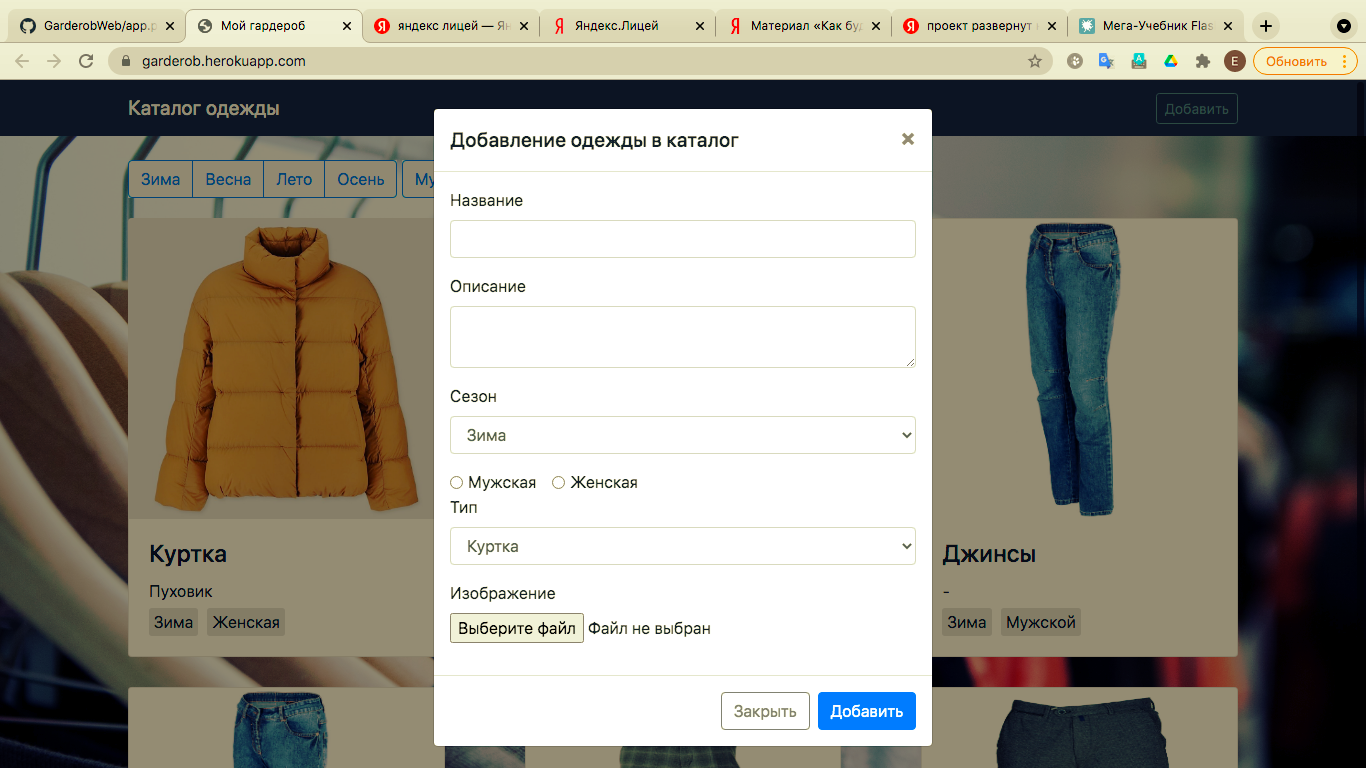 GarderobWeb/app.p
Мой гардероб
яндекс лицей — Ян
Яндекс.Лицей
Материал «Как бу
проект развернут
Мега-Учебник Flas
garderob.herokuapp.com
E
Обновить
Каталог одежды
Добавить
Зима
Весна
Лето
Осень
Му
Добавление одежды в каталог
×
Название
Описание
Сезон
Зима
Мужская Женская
Тип
Куртка
Изображение
Выберите файл Файл не выбран
Закрыть
Добавить
Куртка
Пуховик
Зима Женская
Джинсы
-
Зима Мужской